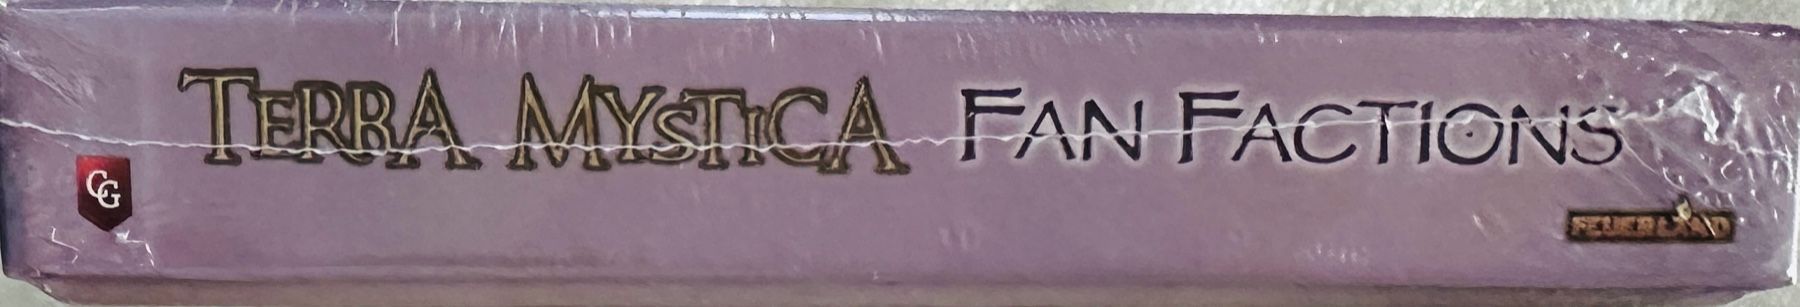 TERRA MYSTICA FAN FACTIONS
CG
FEUERLAND